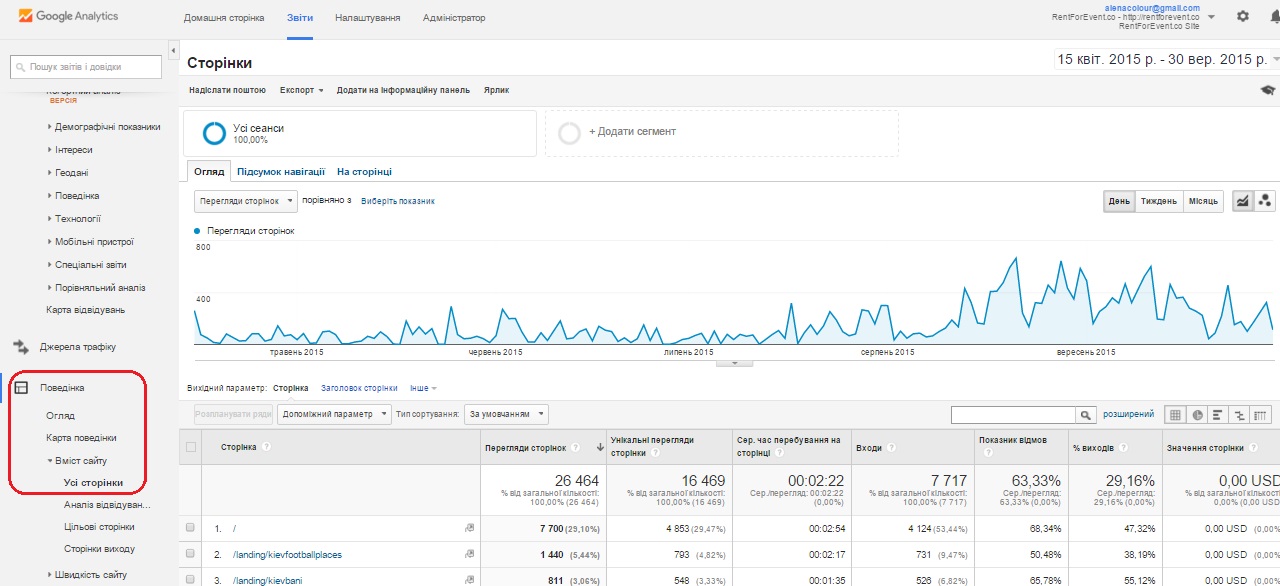 Google Analytics
Домашня сторінка Звіти Налаштування Адміністратор
alenacolour@gmail.com
RentForEvent.co - http://rentforevent.co
RentForEvent.co Site
Пошук звітів і довідки
Когортний аналіз
ВЕРСІЯ
Демографічні показники
Інтереси
Геодані
Поведінка
Технології
Мобільні пристрої
Спеціальні звіти
Порівняльний аналіз
Карта відвідувань
Джерела трафіку
Поведінка
Огляд
Карта поведінки
Вміст сайту
Усі сторінки
Аналіз відвідуван...
Цільові сторінки
Сторінки виходу
Швидкість сайту
Сторінки
15 квіт. 2015 р. - 30 вер. 2015 р.
Надіслати поштою Експорт Додати на інформаційну панель Ярлик
Усі сеанси
100,00%
+ Додати сегмент
Огляд Підсумок навігації На сторінці
Перегляди сторінок порівняно з Виберіть показник
День Тиждень Місяць
Перегляди сторінок
800
400
травень 2015 червень 2015 липень 2015 серпень 2015 вересень 2015
Вихідний параметр: Сторінка Заголовок сторінки Інше
Розпланувати ряди Допоміжний параметр Тип сортування: За умовчанням розширений
Сторінка ? Перегляди сторінок ? Унікальні перегляди сторінки ? Сер. час перебування на сторінці ? Входи ? Показник відмов ? % виходів ? Значення сторінки ?
26 464 16 469 00:02:22 7 717 63,33% 29,16% 0,00 USD
% від загальної кількості: 100,00% (26 464) % від загальної кількості: 100,00% (16 469) Сер./перегляд: 00:02:22 (0,00%) % від загальної кількості: 100,00% (7 717) Сер./перегляд: 63,33% (0,00%) Сер./перегляд: 29,16% (0,00%) % від загальної кількості: 0,00% (0,00 USD)
1. / 7 700 (29,10%) 4 853 (29,47%) 00:02:54 4 124 (53,44%) 68,34% 47,32% 0,00 USD (0,00%)
2. /landing/kievfootballplaces 1 440 (5,44%) 793 (4,82%) 00:02:17 731 (9,47%) 50,48% 38,19% 0,00 USD (0,00%)
3. /landing/kievbani 811 (3,06%) 548 (3,33%) 00:01:35 526 (6,82%) 65,78% 55,12% 0,00 USD (0,00%)